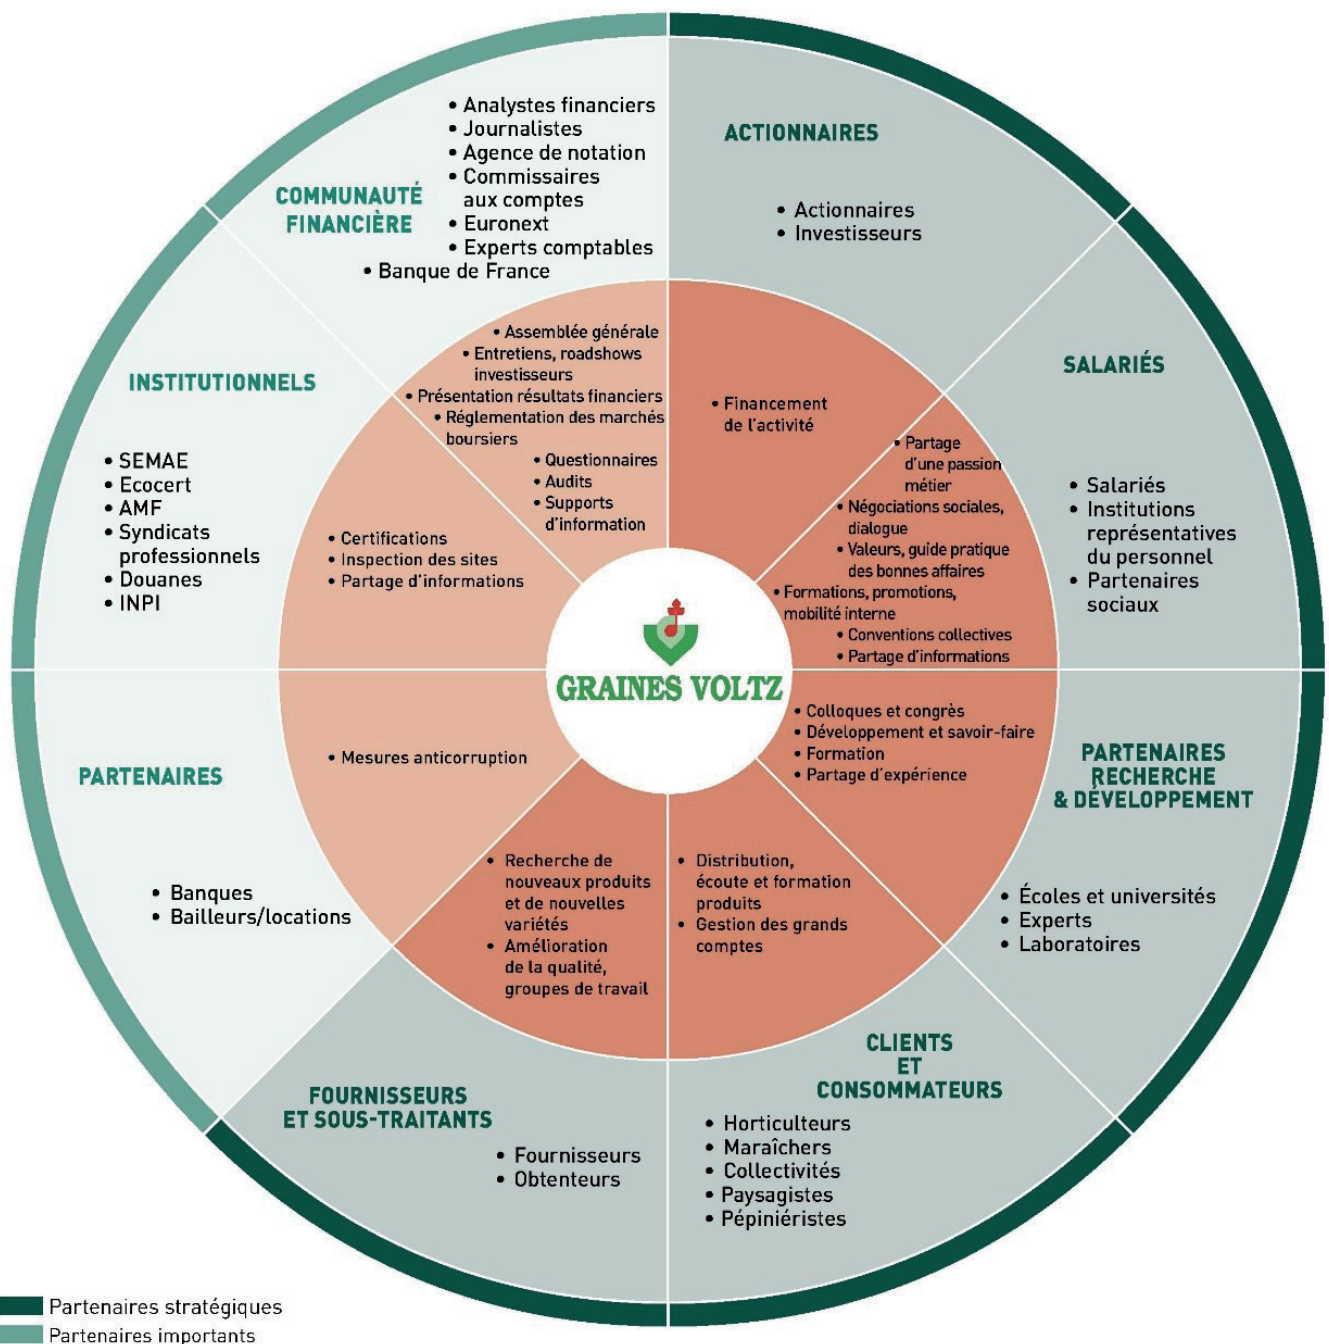 COMMUNAUTÉ
FINANCIÈRE
• Analystes financiers
• Journalistes
• Agence de notation
• Commissaires
aux comptes
• Euronext
• Experts comptables
• Banque de France
• Assemblée générale
• Entretiens, roadshows
investisseurs
• Présentation résultats financiers
• Réglementation des marchés
boursiers
• Questionnaires
• Audits
• Supports
d'information
ACTIONNAIRES
• Actionnaires
• Investisseurs
• Financement
de l'activité
SALARIÉS
• Salariés
• Institutions
représentatives
du personnel
• Partenaires
sociaux
• Partage
d'une passion
métier
• Négociations sociales,
dialogue
• Valeurs, guide pratique
des bonnes affaires
• Formations, promotions,
mobilité interne
• Conventions collectives
• Partage d'informations
PARTENAIRES
RECHERCHE
& DÉVELOPPEMENT
• Écoles et universités
• Experts
• Laboratoires
• Colloques et congrès
• Développement et savoir-faire
• Formation
• Partage d'expérience
CLIENTS
ET
CONSOMMATEURS
• Horticulteurs
• Maraîchers
• Collectivités
• Paysagistes
• Pépiniéristes
• Distribution,
écoute et formation
produits
• Gestion des grands
comptes
FOURNISSEURS
ET SOUS-TRAITANTS
• Fournisseurs
• Obtenteurs
• Recherche de
nouveaux produits
et de nouvelles
variétés
• Amélioration
de la qualité,
groupes de travail
PARTENAIRES
• Banques
• Bailleurs/locations
• Mesures anticorruption
INSTITUTIONNELS
• SEMAE
• Ecocert
• AMF
• Syndicats
professionnels
• Douanes
• INPI
• Certifications
• Inspection des sites
• Partage d'informations
GRAINES VOLTZ
Partenaires stratégiques
Partenaires importants